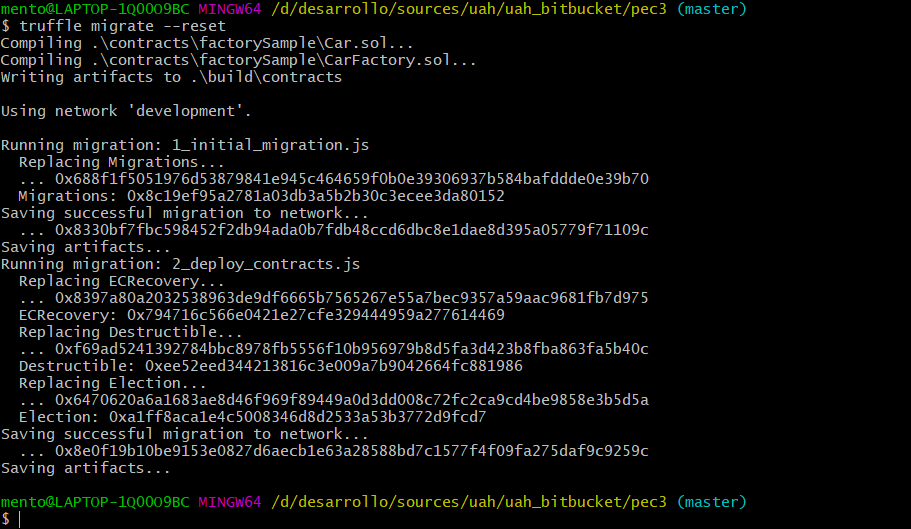 mento@LAPTOP-1Q0OO9BC MINGW64 /d/desarrollo/sources/uah/uah_bitbucket/pec3 (master)
$ truffle migrate --reset
Compiling .\contracts\factorySample\Car.sol...
Compiling .\contracts\factorySample\CarFactory.sol...
Writing artifacts to .\build\contracts
Using network 'development'.
Running migration: 1_initial_migration.js
Replacing Migrations...
... 0x688f1f5051976d53879841e945c464659f0b0e39306937b584bafddde0e39b70
Migrations: 0x8c19ef95a2781a03db3a5b2b30c3ecee3da80152
Saving successful migration to network...
... 0x8330bf7fbc598452f2db94ada0b7fdb48ccd6dbc8e1dae8d395a05779f71109c
Saving artifacts...
Running migration: 2_deploy_contracts.js
Replacing ECRecovery...
... 0x8397a80a2032538963de9df6665b7565267e55a7bec9357a59aac9681fb7d975
ECRecovery: 0x794716c566e0421e27cfe329444959a277614469
Replacing Destructible...
... 0xf69ad5241392784bbc8978fb5556f10b956979b8d5fa3d423b8fba863fa5b40c
Destructible: 0xee52eed344213816c3e009a7b9042664fc881986
Replacing Election...
... 0x6470620a6a1683ae8d46f969f89449a0d3dd008c72fc2ca9cd4be9858e3b5d5a
Election: 0xa1ff8aca1e4c5008346d8d2533a53b3772d9fcd7
Saving successful migration to network...
... 0x8e0f19b10be9153e0827d6aecb1e63a28588bd7c1577f4f09fa275daf9c9259c
Saving artifacts...
mento@LAPTOP-1Q0OO9BC MINGW64 /d/desarrollo/sources/uah/uah_bitbucket/pec3 (master)
$